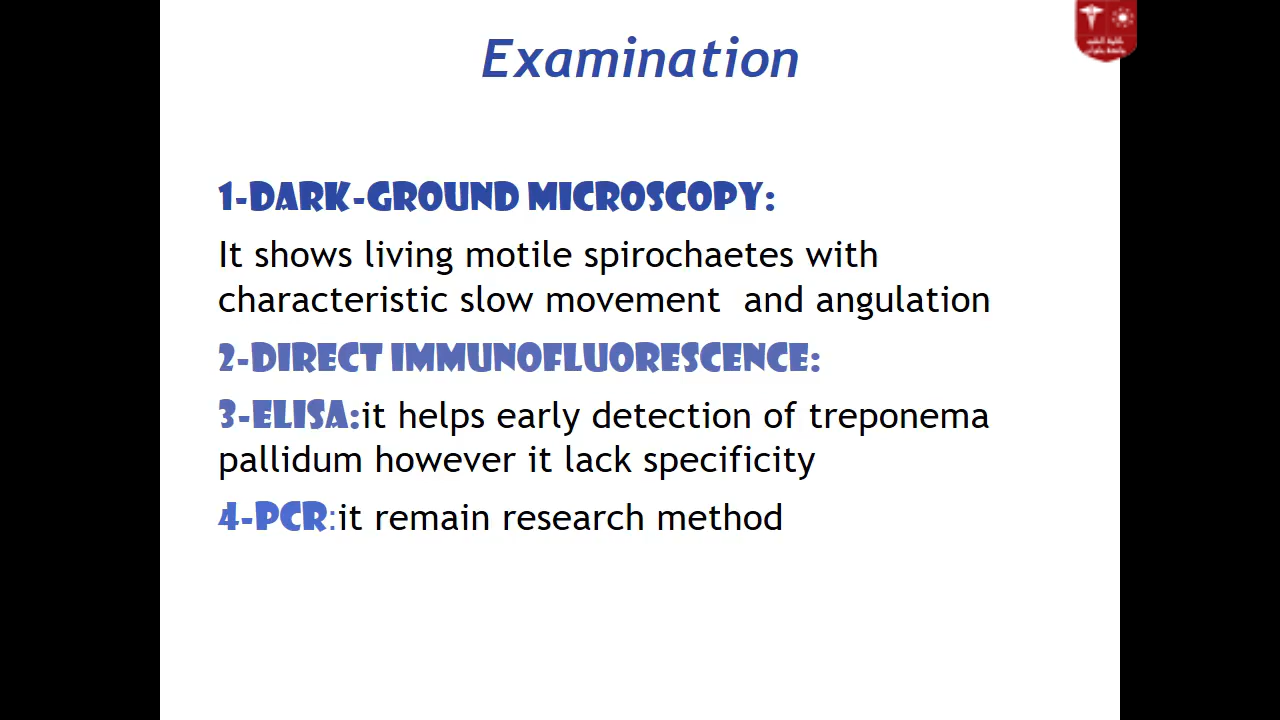 Examination
1-DARK-GROUND MICROSCOPY:
It shows living motile spirochaetes with
characteristic slow movement and angulation
2-DIRECT IMMUNOFLUORESCENCE:
3-ELISA:it helps early detection of treponema
pallidum however it lack specificity
4-PCR:it remain research method